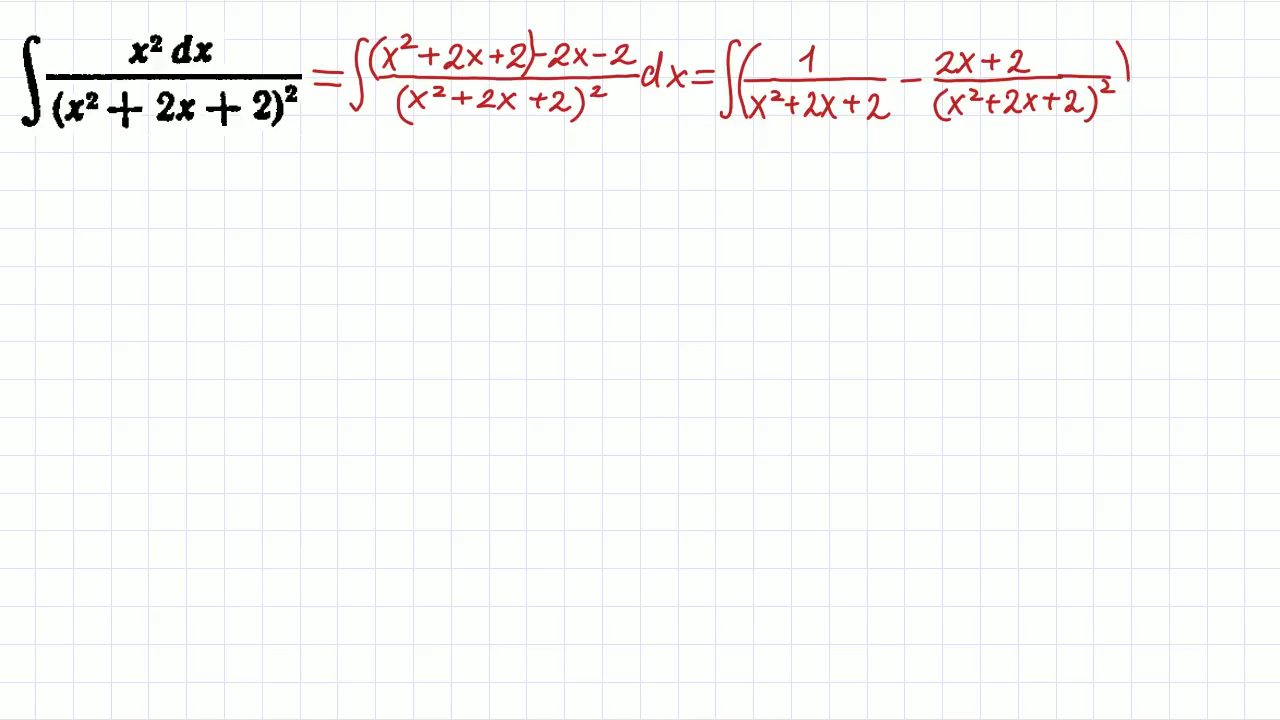 ∫ x² dx / (x² + 2x + 2)² = ∫ (x²+2x+2)-2x-2 / (x²+2x+2)² dx = ∫ ( 1 / x²+2x+2 − 2x+2 / (x²+2x+2)² )